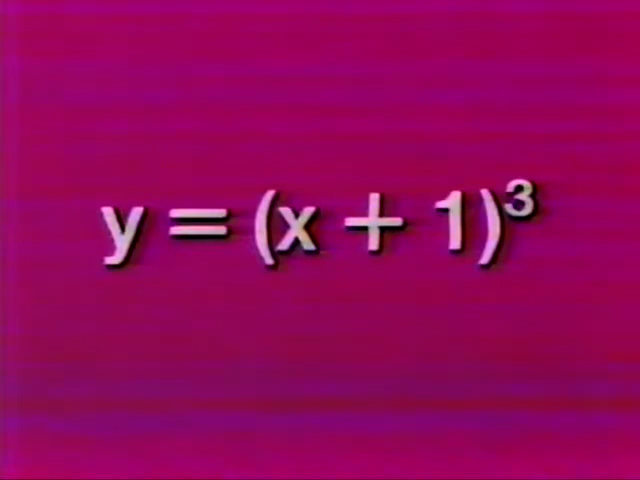 y = (x + 1)³